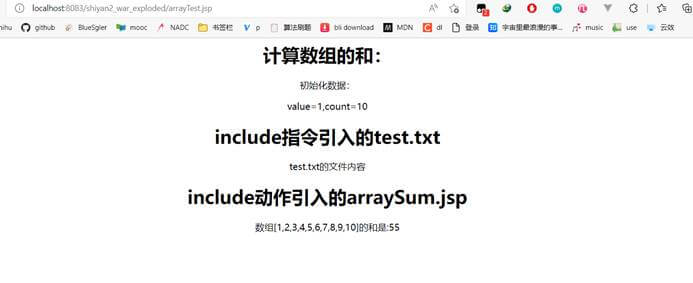 localhost:8083/shiyan2_war_exploded/arrayTest.jsp
hihu github BlueSgler mooc NADC 书签栏 p 算法刷题 bli download MDN dl 登录 宇宙里最浪漫的事... music use 云效
计算数组的和：
初始化数据：
value=1,count=10
include指令引入的test.txt
test.txt的文件内容
include动作引入的arraySum.jsp
数组[1,2,3,4,5,6,7,8,9,10]的和是:55